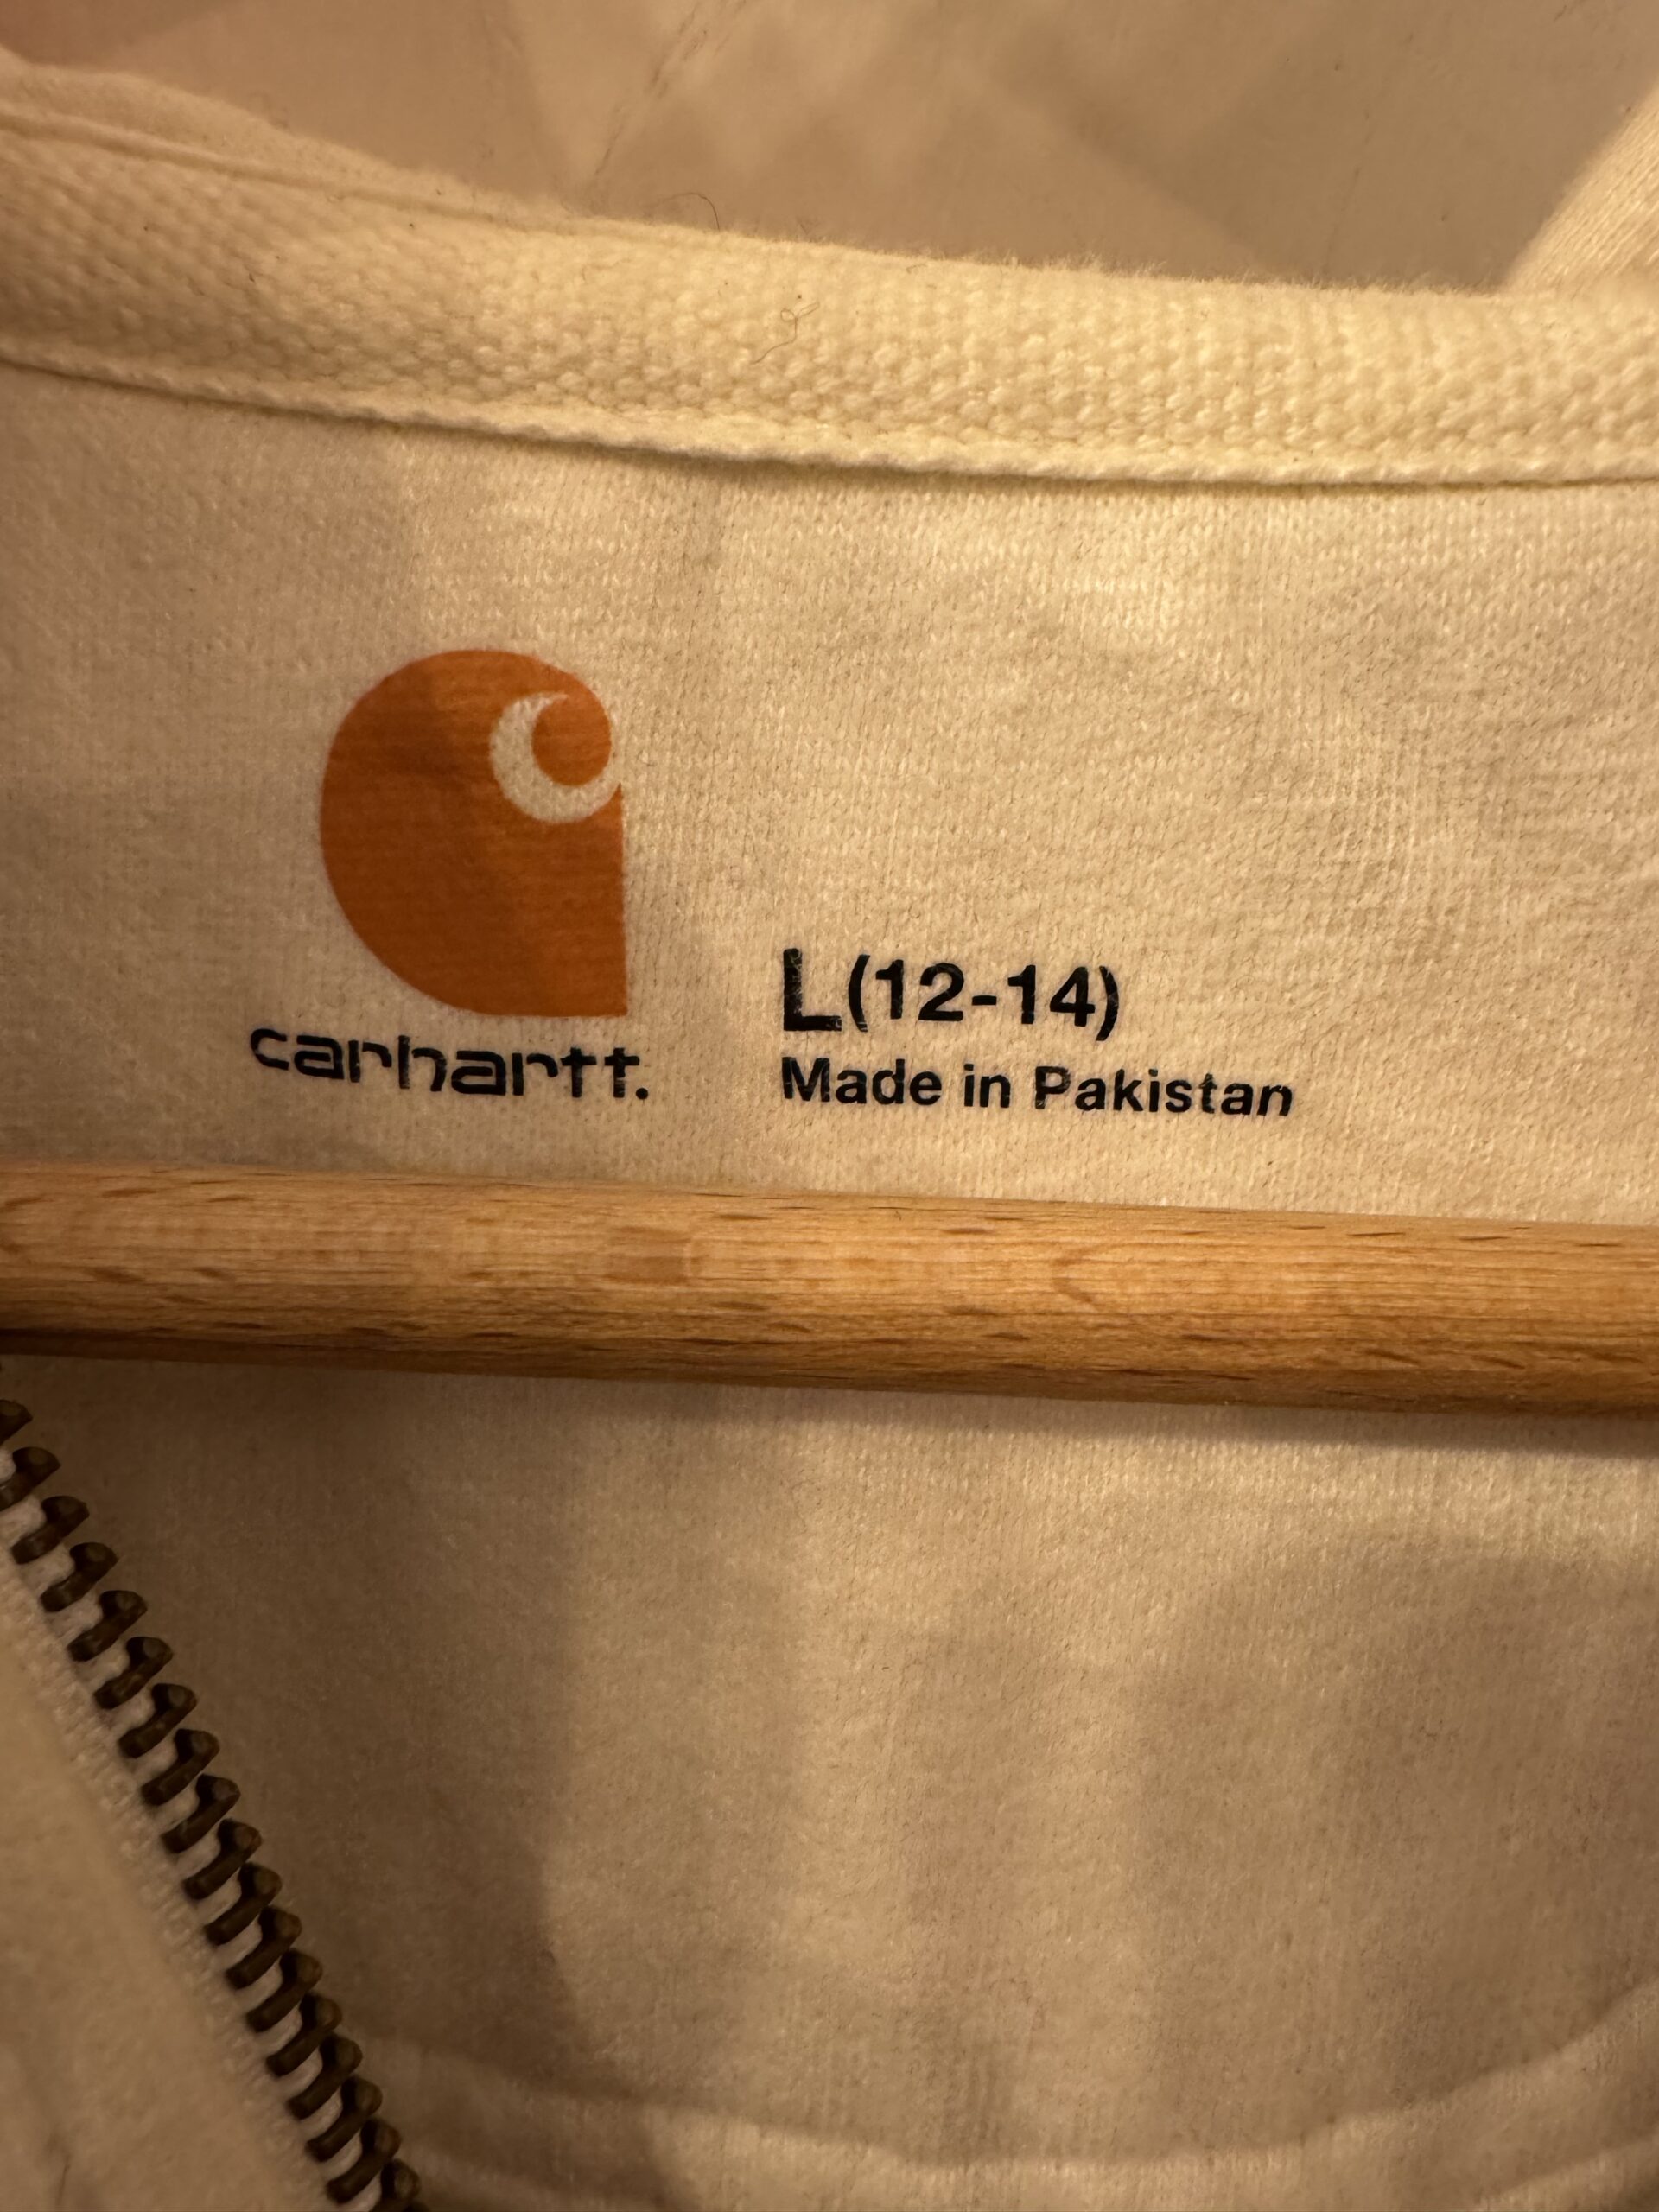 carhartt.
L(12-14)
Made in Pakistan